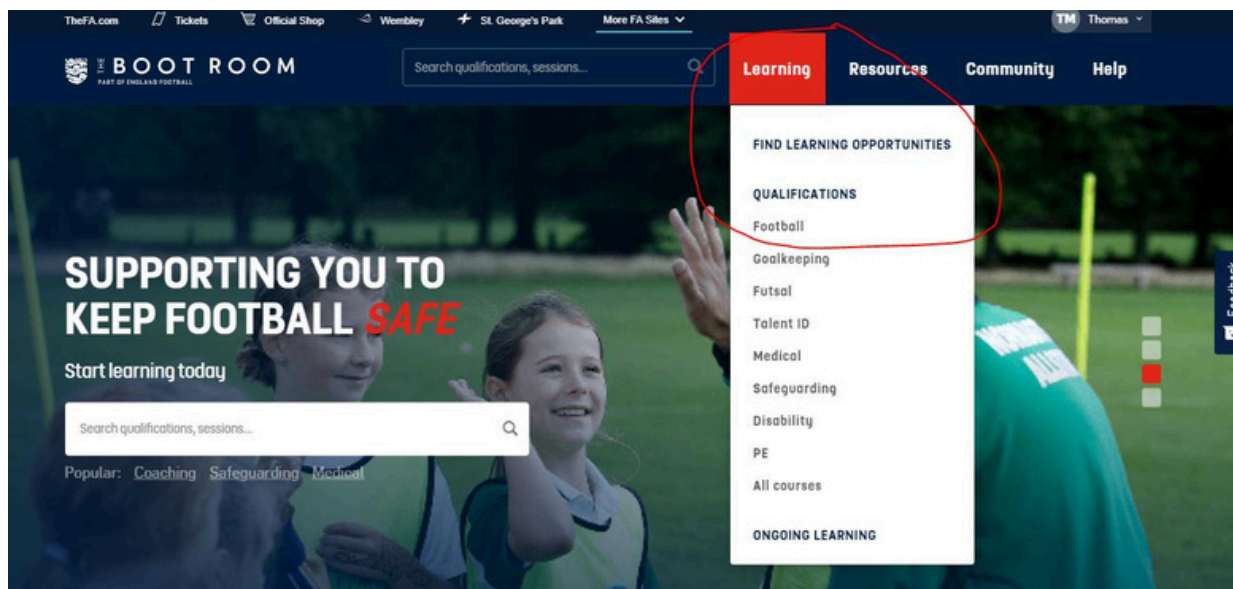 TheFA.com Tickets Official Shop Wembley St. George's Park More FA Sites TM Thomas
THE BOOT ROOM
PART OF ENGLAND FOOTBALL
Search qualifications, sessions...
Learning Resources Community Help
FIND LEARNING OPPORTUNITIES
QUALIFICATIONS
Football
Goalkeeping
Futsal
Talent ID
Medical
Safeguarding
Disability
PE
All courses
ONGOING LEARNING
SUPPORTING YOU TO
KEEP FOOTBALL SAFE
Start learning today
Search qualifications, sessions...
Popular: Coaching Safeguarding Medical
Feedback